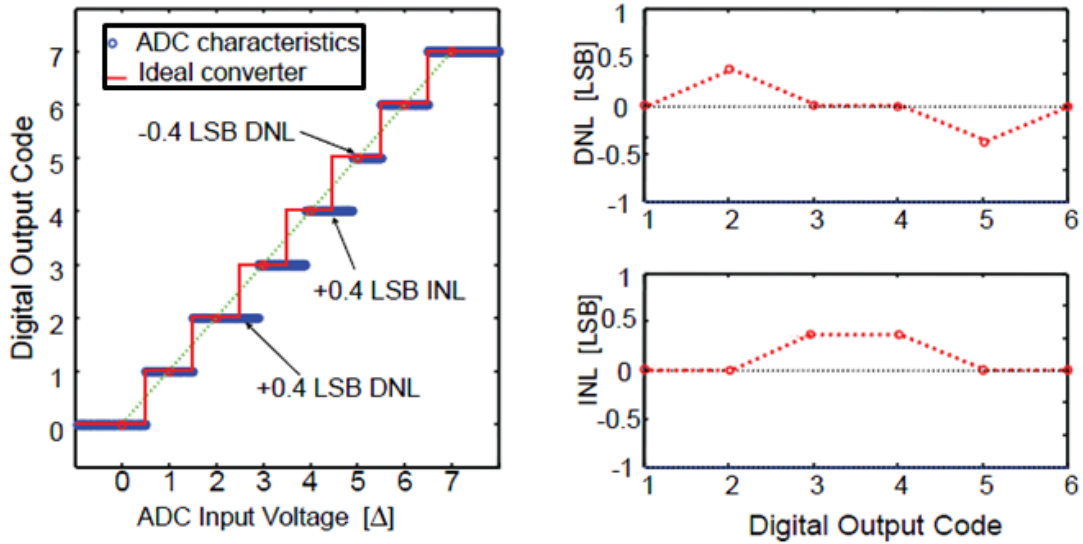 ADC characteristics
Ideal converter
-0.4 LSB DNL
+0.4 LSB INL
+0.4 LSB DNL
Digital Output Code
7
6
5
4
3
2
1
0
0 1 2 3 4 5 6 7
ADC Input Voltage [Δ]
DNL [LSB]
1
0.5
0
-0.5
-1
1 2 3 4 5 6
INL [LSB]
1
0.5
0
-0.5
-1
1 2 3 4 5 6
Digital Output Code